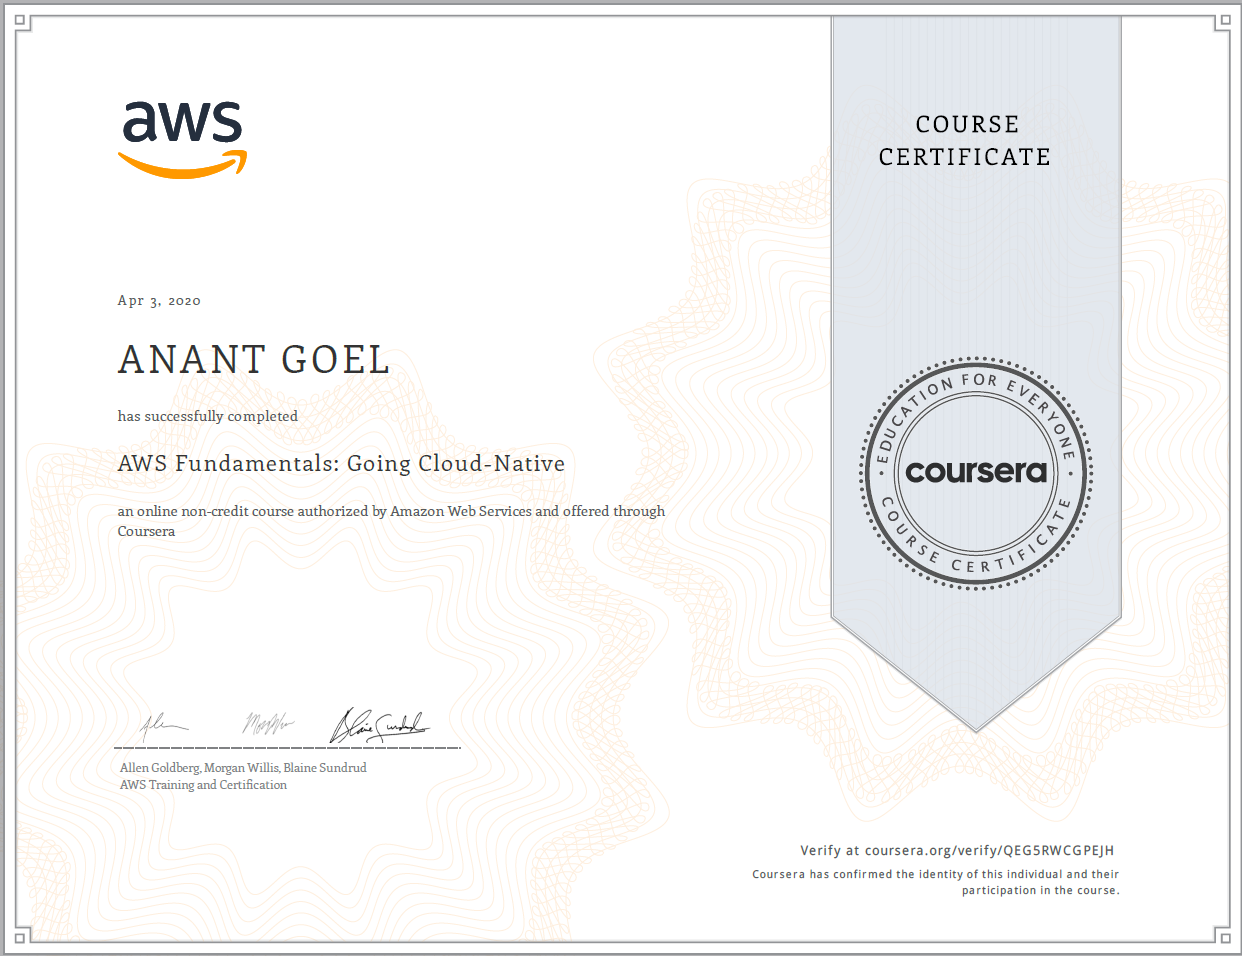 aws
COURSE
CERTIFICATE
Apr 3, 2020
ANANT GOEL
has successfully completed
AWS Fundamentals: Going Cloud-Native
an online non-credit course authorized by Amazon Web Services and offered through
Coursera
EDUCATION FOR EVERYONE
coursera
COURSE CERTIFICATE
Allen Goldberg, Morgan Willis, Blaine Sundrud
AWS Training and Certification
Verify at coursera.org/verify/QEG5RWCGPEJH
Coursera has confirmed the identity of this individual and their
participation in the course.